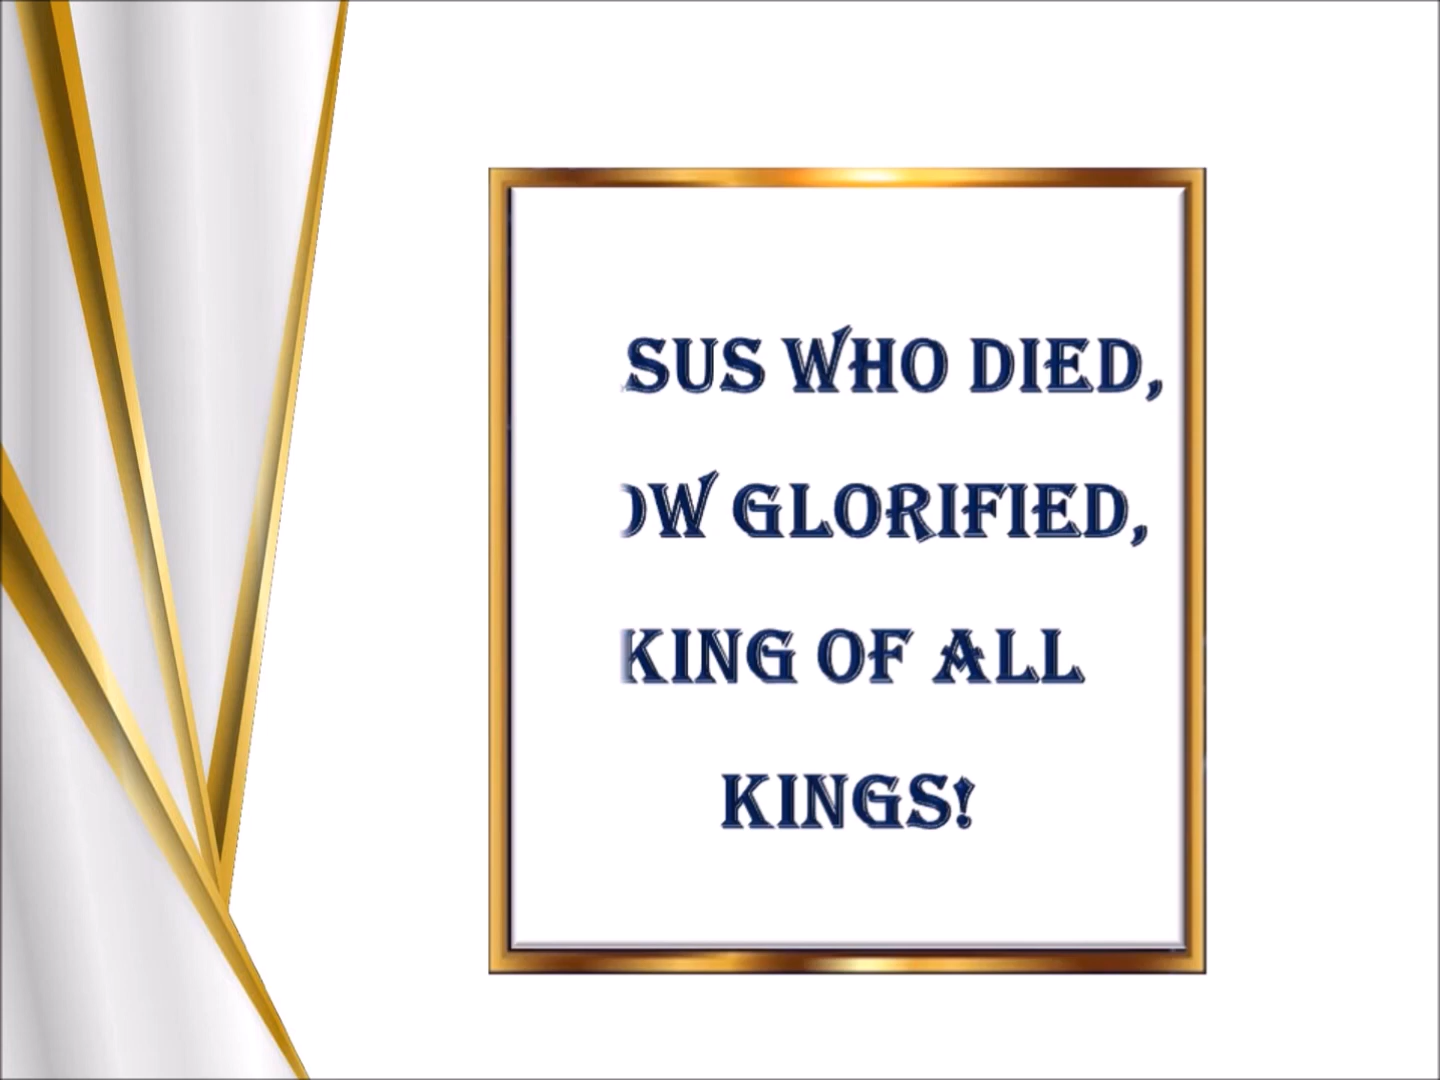 SUS WHO DIED,
OW GLORIFIED,
KING OF ALL
KINGS!